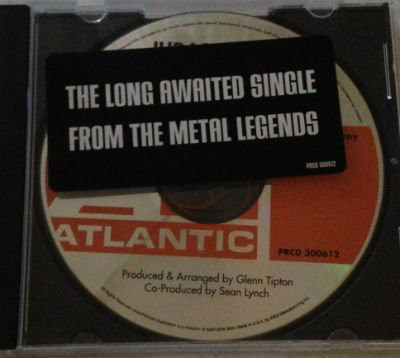 THE LONG AWAITED SINGLE
FROM THE METAL LEGENDS
PRCD 300612
ATLANTIC
PRCD 300612
Produced & Arranged by Glenn Tipton
Co-Produced by Sean Lynch